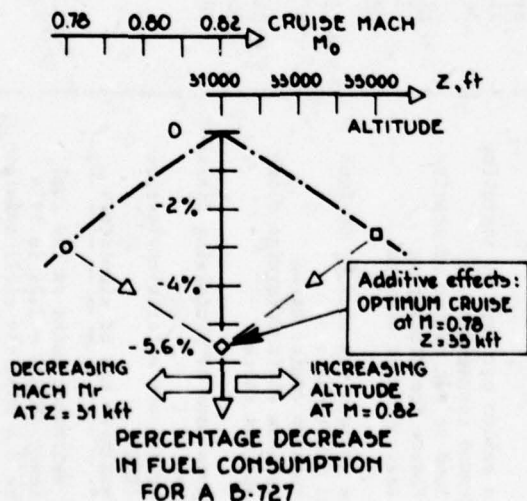 0.78 0.80 0.82 CRUISE MACH
M₀
31000 33000 35000 Z, ft
ALTITUDE
0
-2%
-4%
-5.6%
Additive effects:
OPTIMUM CRUISE
at M=0.78
Z=35 kft
DECREASING
MACH Mr
AT Z=31 kft
INCREASING
ALTITUDE
AT M=0.82
PERCENTAGE DECREASE
IN FUEL CONSUMPTION
FOR A B-727